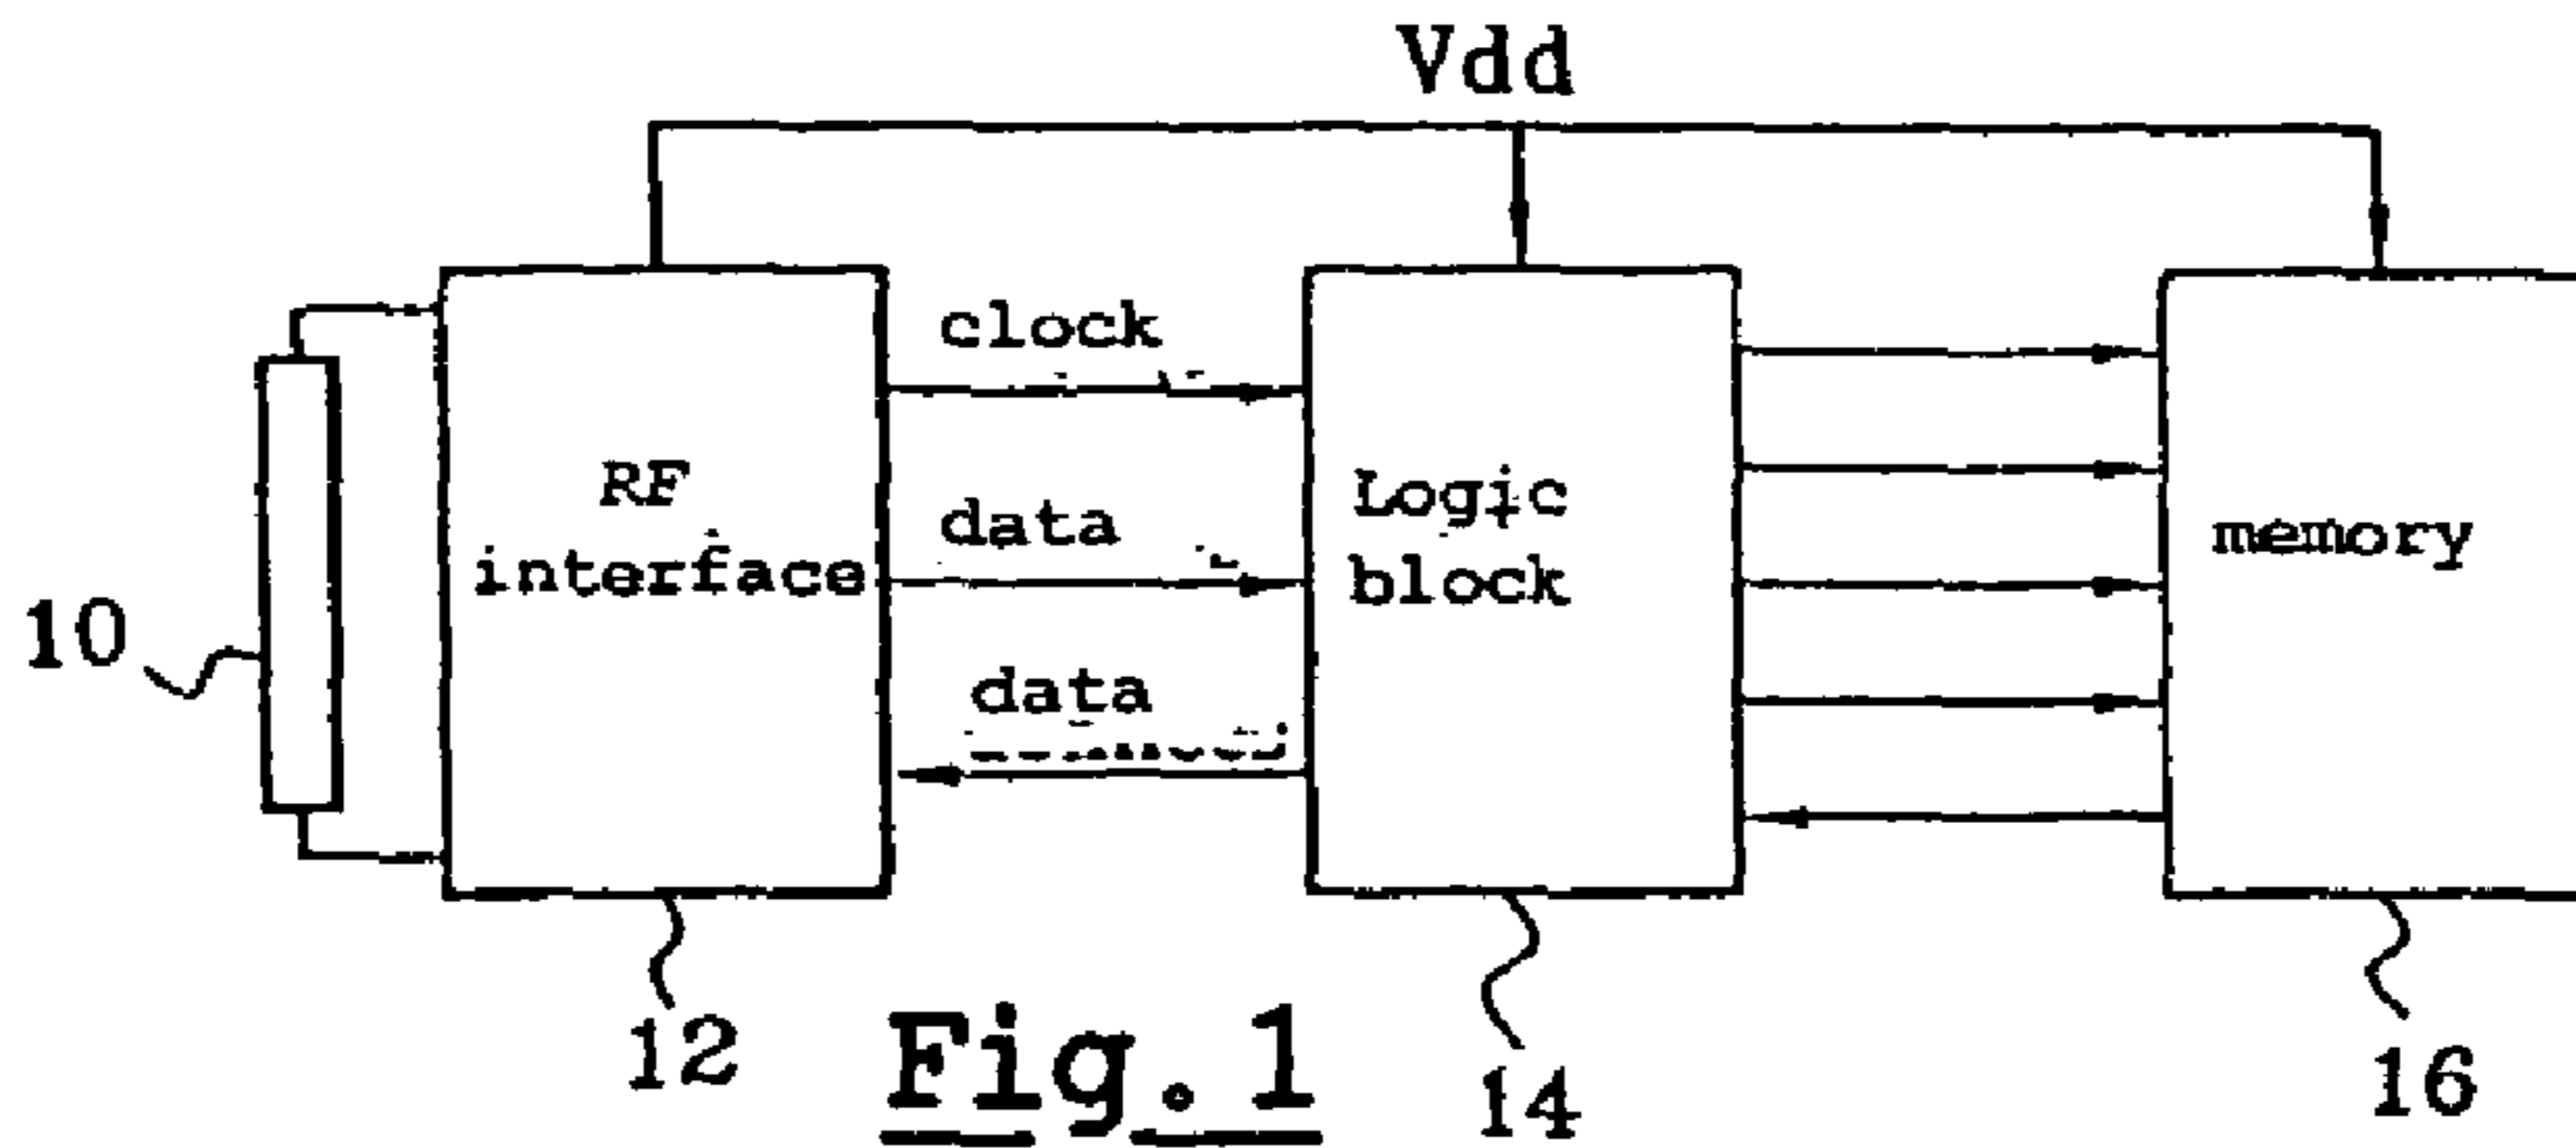 Vdd
clock
RF
interface
data
data
Logic
block
memory
10
12
14
16
Fig. 1